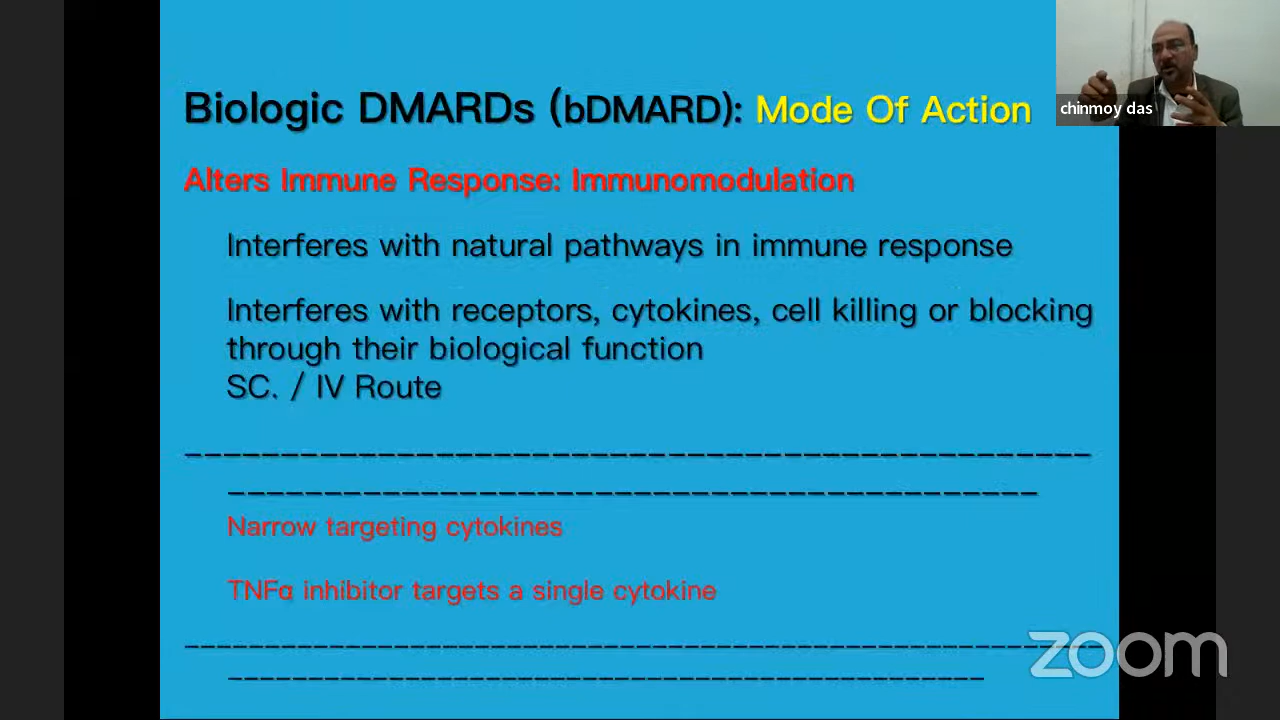 Biologic DMARDs (bDMARD): Mode Of Action
chinmoy das
Alters Immune Response: Immunomodulation
Interferes with natural pathways in immune response
Interferes with receptors, cytokines, cell killing or blocking
through their biological function
SC. / IV Route
Narrow targeting cytokines
TNFα inhibitor targets a single cytokine
zoom